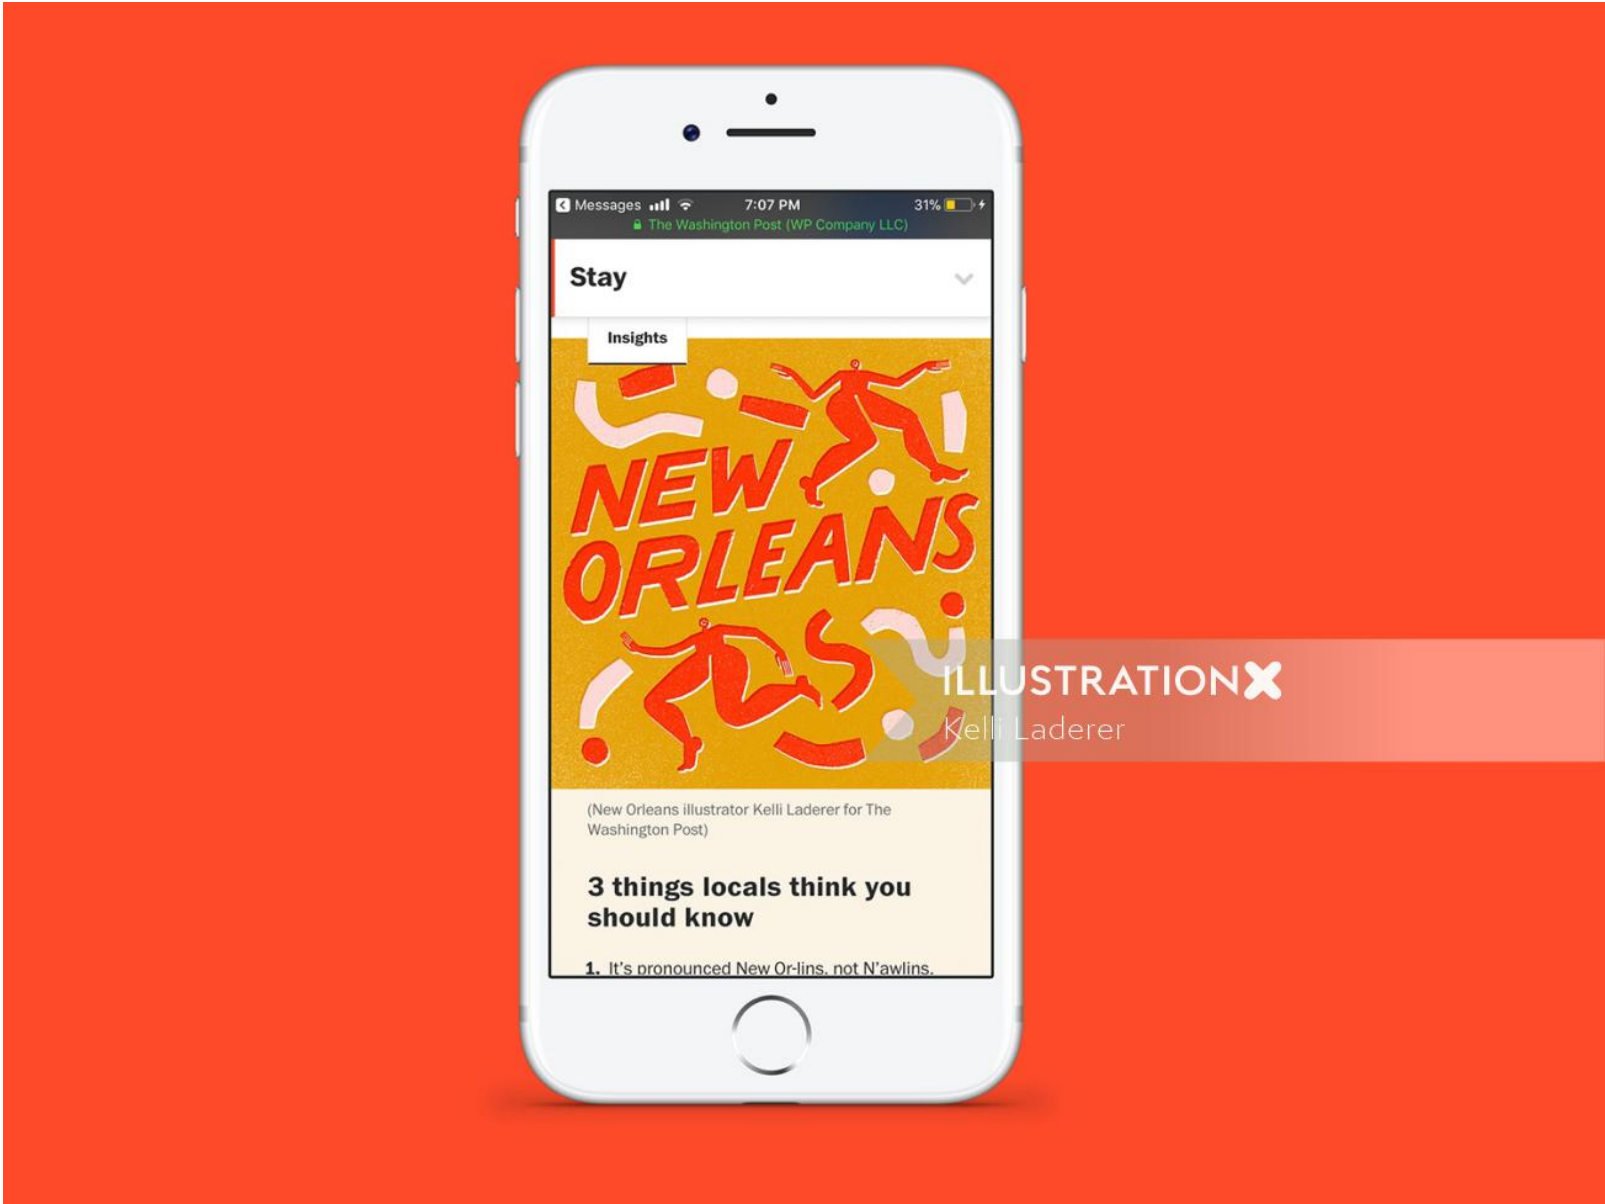 Messages 7:07 PM 31%
The Washington Post (WP Company LLC)
Stay
Insights
NEW
ORLEANS
ILLUSTRATIONX
Kelli Laderer
(New Orleans illustrator Kelli Laderer for The
Washington Post)
3 things locals think you
should know
1. It's pronounced New Or-lins, not N'awlins.